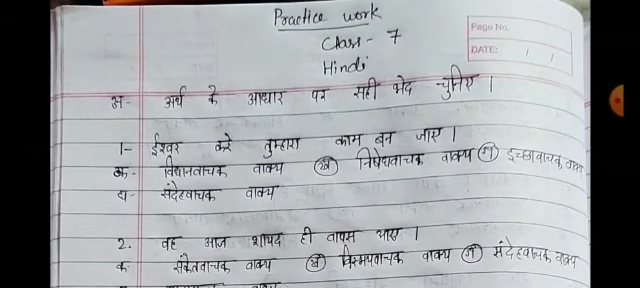 Practice work
Page No.
Class - 7
DATE: / /
Hindi
अ- अर्थ के आधार पर सही भेद चुनिए ।
1- ईश्वर करे तुम्हारा काम बन जाए ।
क- विधानवाचक वाक्य (ख) निषेधवाचक वाक्य (ग) इच्छावाचक वाक्य
घ- संदेहवाचक वाक्य
2. वह आज शायद ही वापस आए ।
क संकेतवाचक वाक्य (ख) विस्मयवाचक वाक्य (ग) संदेहवाचक वाक्य